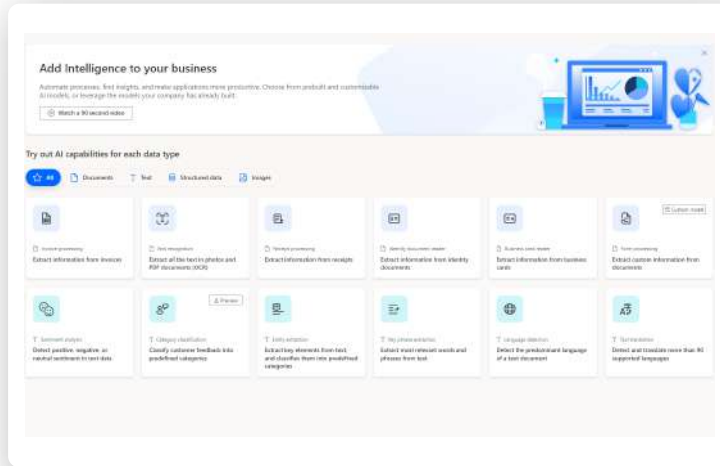 Add Intelligence to your business
Automate processes, find insights, and make applications more productive. Choose from prebuilt and customizable
AI models, or leverage the models your company has already built.
Watch a 90 second video
Try out AI capabilities for each data type
All
Documents
Text
Structured data
Images
Invoice processing
Extract information from invoices
Text recognition
Extract all the text in photos and
PDF documents (OCR)
Receipt processing
Extract information from receipts
Identity document reader
Extract information from identity
documents
Business card reader
Extract information from business
cards
Custom model
Form processing
Extract custom information from
documents
Sentiment analysis
Detect positive, negative, or
neutral sentiment in text data
Preview
Category classification
Classify customer feedback into
predefined categories
Entity extraction
Extract key elements from text,
and classifies them into predefined
categories
Key phrase extraction
Extract most relevant words and
phrases from text
Language detection
Detect the predominant language
of a text document
Text translation
Detect and translate more than 90
supported languages